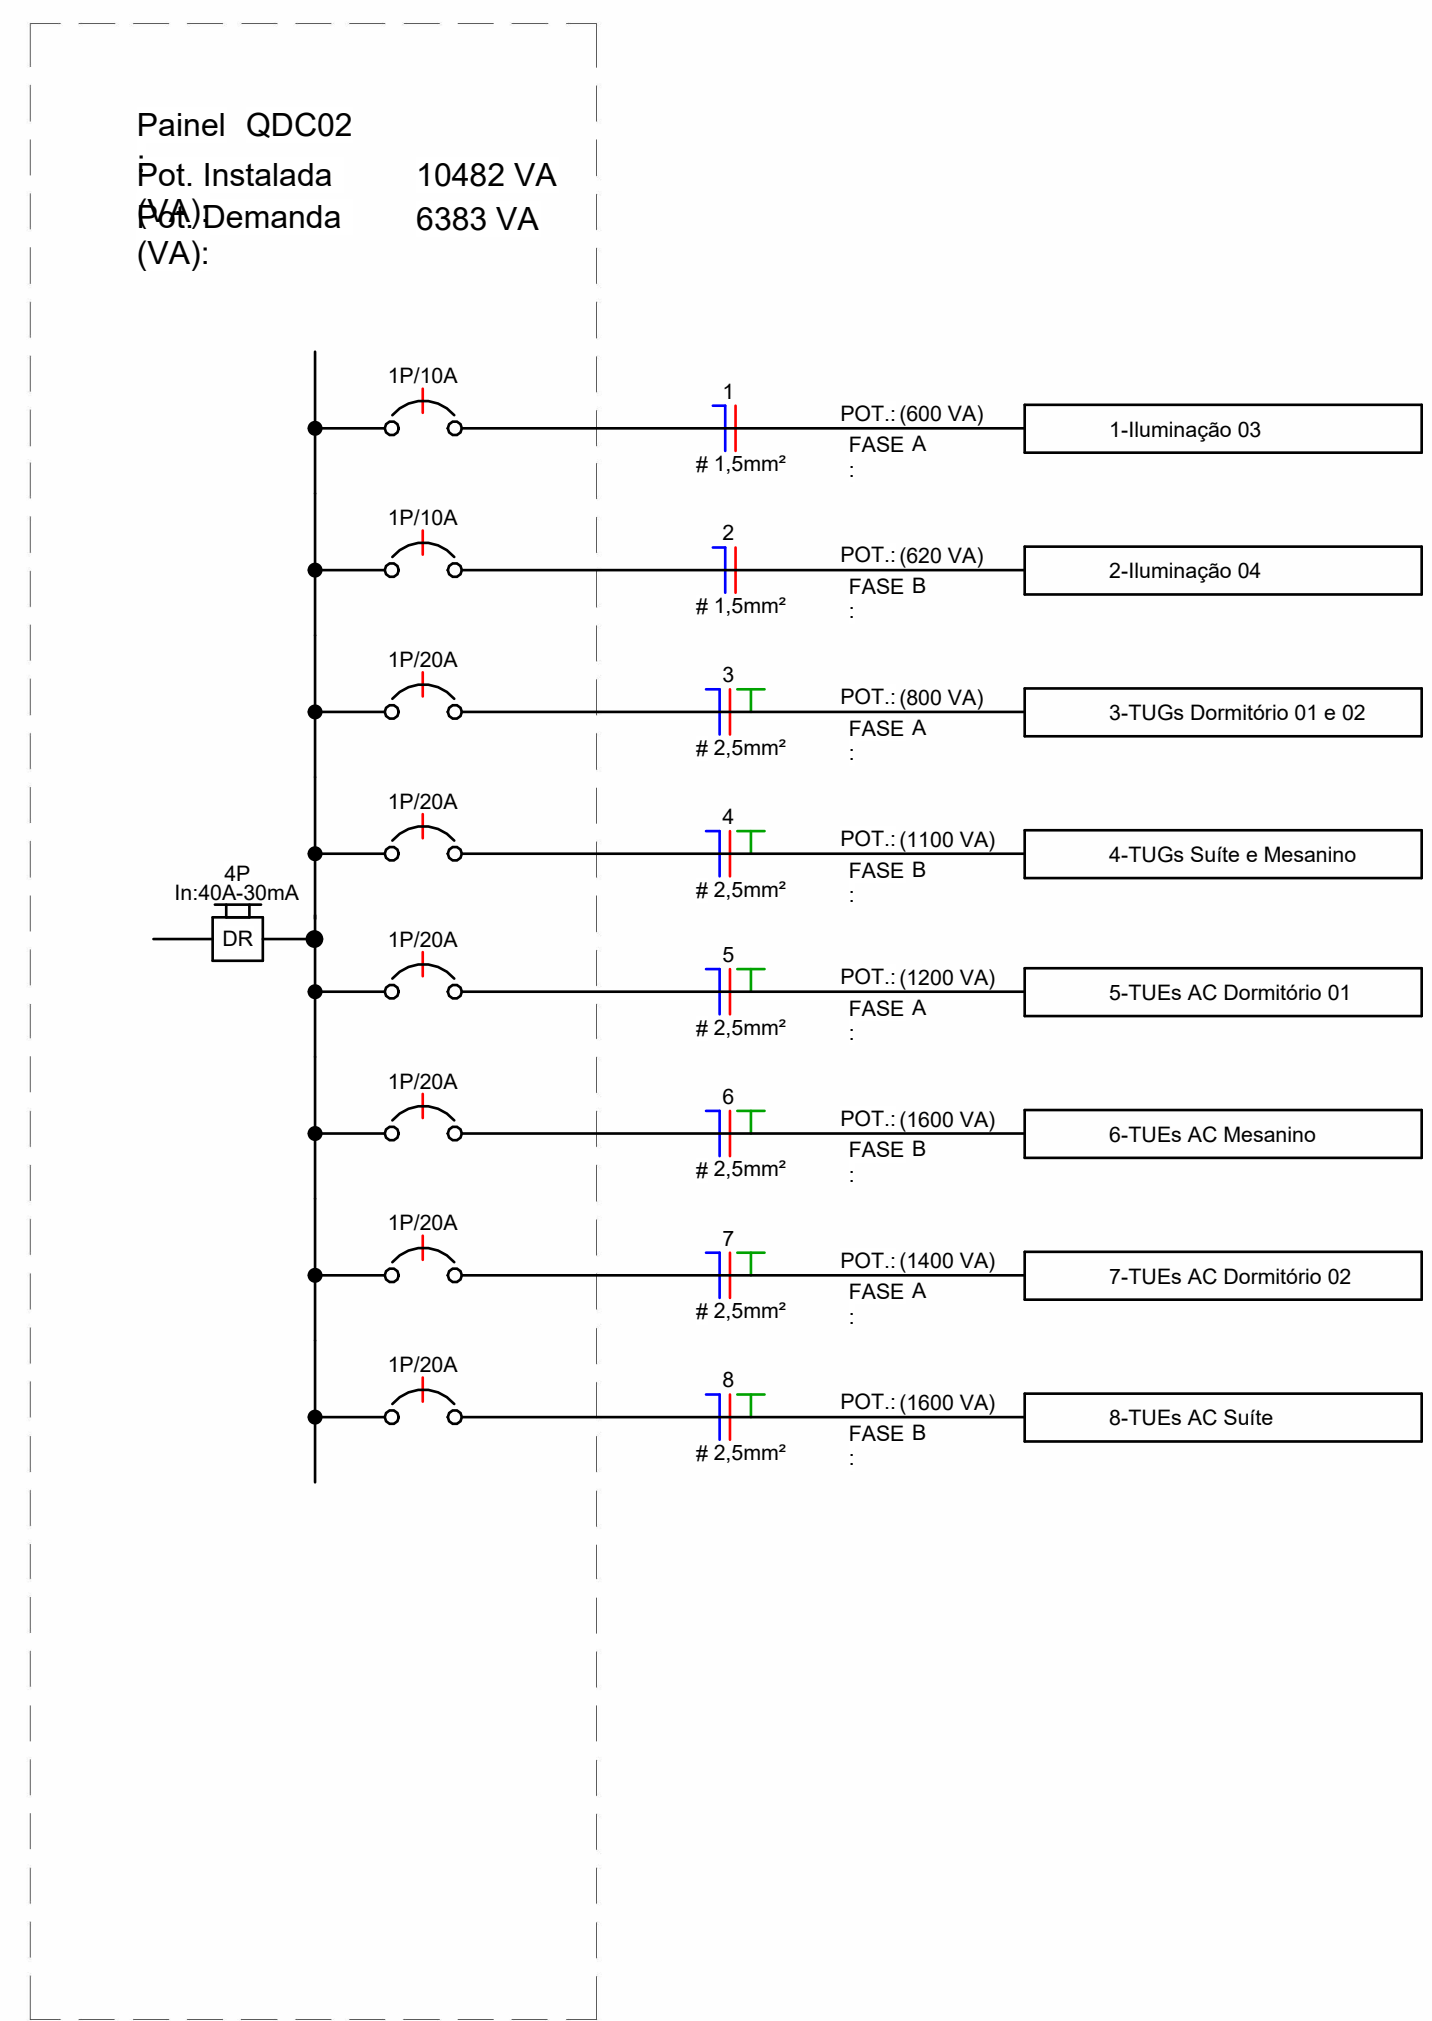 Painel QDC02
:
Pot. Instalada 10482 VA
(VA):
Pot. Demanda 6383 VA
(VA):
1P/10A
1
POT.: (600 VA)
1-Iluminação 03
FASE A
:
# 1,5mm²
1P/10A
2
POT.: (620 VA)
2-Iluminação 04
FASE B
:
# 1,5mm²
1P/20A
3
POT.: (800 VA)
3-TUGs Dormitório 01 e 02
FASE A
:
# 2,5mm²
1P/20A
4
POT.: (1100 VA)
4-TUGs Suíte e Mesanino
FASE B
:
# 2,5mm²
4P
In:40A-30mA
DR
1P/20A
5
POT.: (1200 VA)
5-TUEs AC Dormitório 01
FASE A
:
# 2,5mm²
1P/20A
6
POT.: (1600 VA)
6-TUEs AC Mesanino
FASE B
:
# 2,5mm²
1P/20A
7
POT.: (1400 VA)
7-TUEs AC Dormitório 02
FASE A
:
# 2,5mm²
1P/20A
8
POT.: (1600 VA)
8-TUEs AC Suíte
FASE B
:
# 2,5mm²